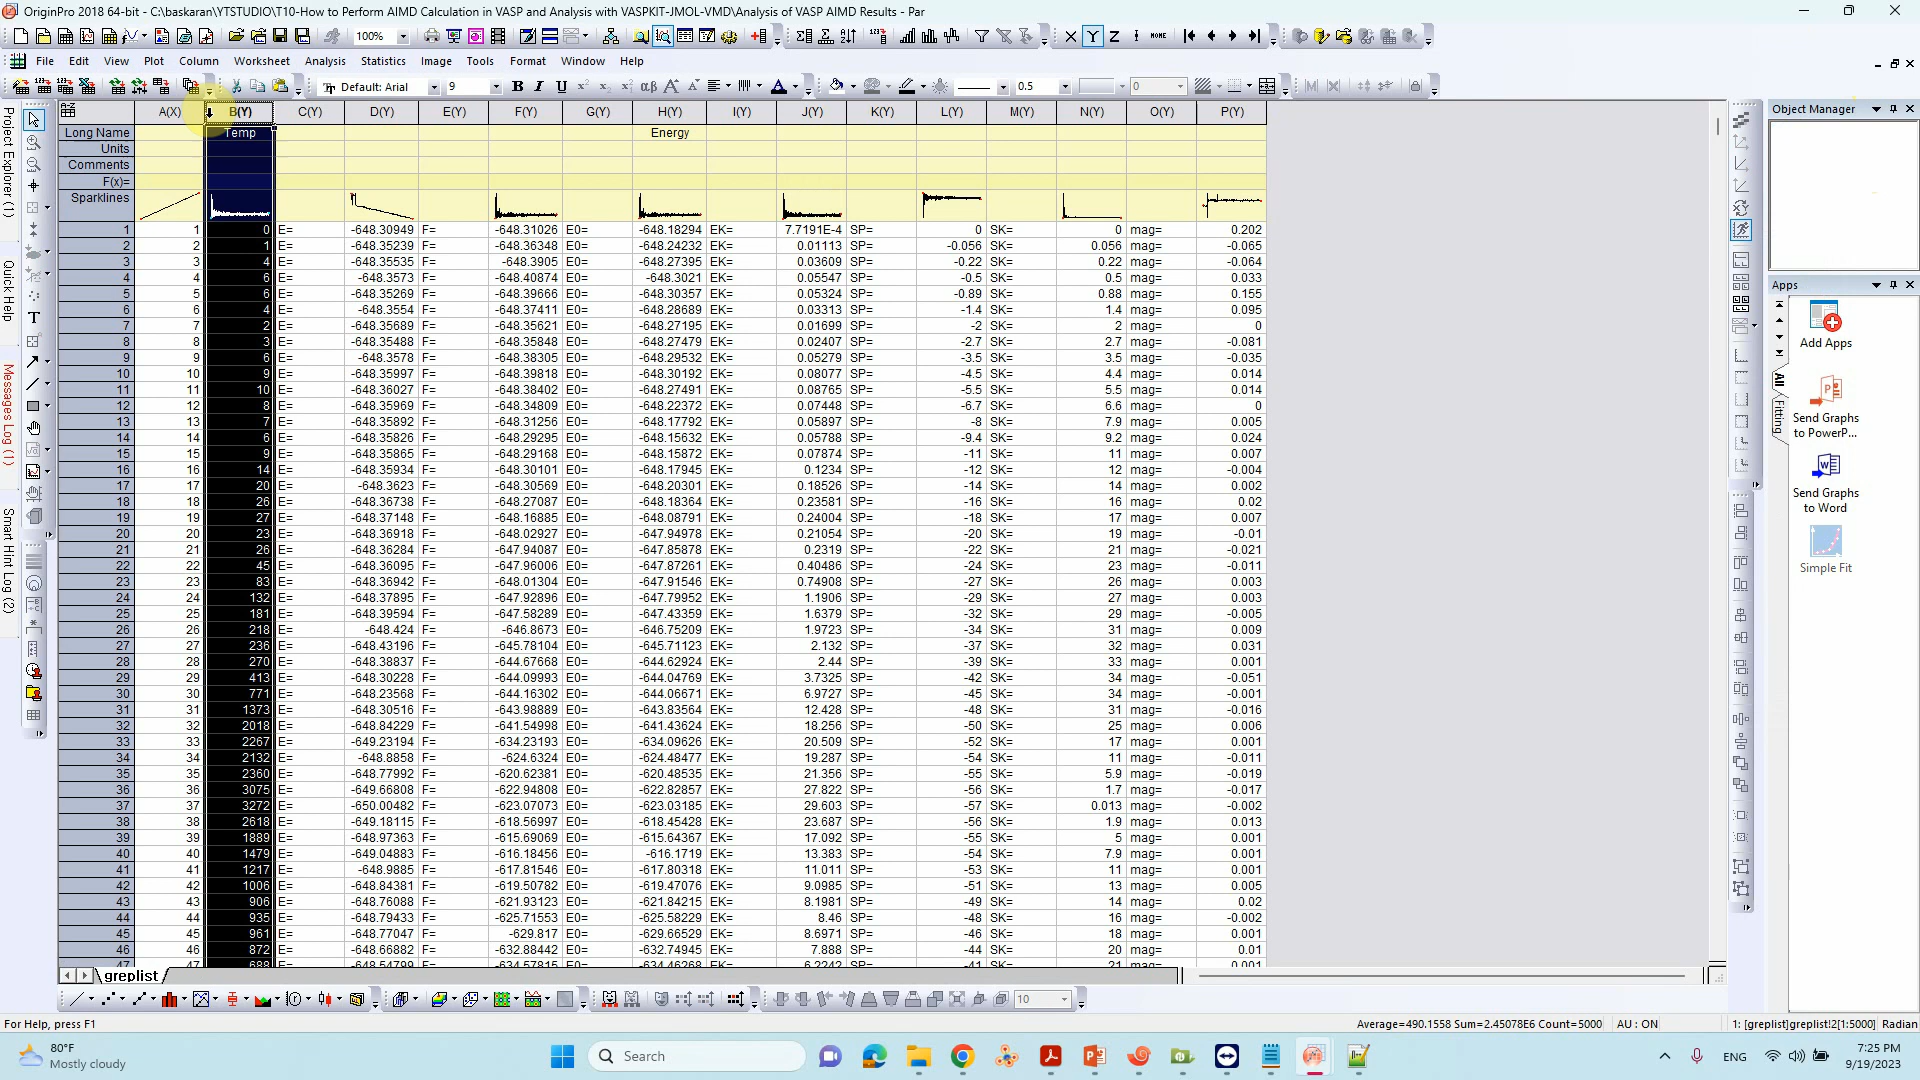 OriginPro 2018 64-bit - C:\baskaran\YTSTUDIO\T10-How to Perform AIMD Calculation in VASP and Analysis with VASPKIT-JMOL-VMD\Analysis of VASP AIMD Results - Par
100%
X Y Z NONE
File Edit View Plot Column Worksheet Analysis Statistics Image Tools Format Window Help
Default: Arial 9 B I U αβ A A 0.5 0
A(X) B(Y) C(Y) D(Y) E(Y) F(Y) G(Y) H(Y) I(Y) J(Y) K(Y) L(Y) M(Y) N(Y) O(Y) P(Y)
Long Name Temp Energy
Units
Comments
F(x)=
Sparklines
1 1 0 E= -648.30949 F= -648.31026 E0= -648.18294 EK= 7.7191E-4 SP= 0 SK= 0 mag= 0.202
2 2 1 E= -648.35239 F= -648.36348 E0= -648.24232 EK= 0.01113 SP= -0.056 SK= 0.056 mag= -0.065
3 3 4 E= -648.35535 F= -648.3905 E0= -648.27395 EK= 0.03609 SP= -0.22 SK= 0.22 mag= -0.064
4 4 6 E= -648.3573 F= -648.40874 E0= -648.3021 EK= 0.05547 SP= -0.5 SK= 0.5 mag= 0.033
5 5 6 E= -648.35269 F= -648.39666 E0= -648.30357 EK= 0.05324 SP= -0.89 SK= 0.88 mag= 0.155
6 6 4 E= -648.3554 F= -648.37411 E0= -648.28689 EK= 0.03313 SP= -1.4 SK= 1.4 mag= 0.095
7 7 2 E= -648.35689 F= -648.35621 E0= -648.27195 EK= 0.01699 SP= -2 SK= 2 mag= 0
8 8 3 E= -648.35488 F= -648.35848 E0= -648.27479 EK= 0.02407 SP= -2.7 SK= 2.7 mag= -0.081
9 9 6 E= -648.3578 F= -648.38305 E0= -648.29532 EK= 0.05279 SP= -3.5 SK= 3.5 mag= -0.035
10 10 9 E= -648.35997 F= -648.39818 E0= -648.30192 EK= 0.08077 SP= -4.5 SK= 4.4 mag= 0.014
11 11 10 E= -648.36027 F= -648.38402 E0= -648.27491 EK= 0.08765 SP= -5.5 SK= 5.5 mag= 0.014
12 12 8 E= -648.35969 F= -648.34809 E0= -648.22372 EK= 0.07448 SP= -6.7 SK= 6.6 mag= 0
13 13 7 E= -648.35892 F= -648.31256 E0= -648.17792 EK= 0.05897 SP= -8 SK= 7.9 mag= 0.005
14 14 6 E= -648.35826 F= -648.29295 E0= -648.15632 EK= 0.05788 SP= -9.4 SK= 9.2 mag= 0.024
15 15 9 E= -648.35865 F= -648.29168 E0= -648.15872 EK= 0.07874 SP= -11 SK= 11 mag= 0.007
16 16 14 E= -648.35934 F= -648.30101 E0= -648.17945 EK= 0.1234 SP= -12 SK= 12 mag= -0.004
17 17 20 E= -648.3623 F= -648.30569 E0= -648.20301 EK= 0.18526 SP= -14 SK= 14 mag= 0.002
18 18 26 E= -648.36738 F= -648.27087 E0= -648.18364 EK= 0.23581 SP= -16 SK= 16 mag= 0.02
19 19 27 E= -648.37148 F= -648.16885 E0= -648.08791 EK= 0.24004 SP= -18 SK= 17 mag= 0.007
20 20 23 E= -648.36918 F= -648.02927 E0= -647.94978 EK= 0.21054 SP= -20 SK= 19 mag= -0.01
21 21 26 E= -648.36284 F= -647.94087 E0= -647.85878 EK= 0.2319 SP= -22 SK= 21 mag= -0.021
22 22 45 E= -648.36095 F= -647.96006 E0= -647.87261 EK= 0.40486 SP= -24 SK= 23 mag= -0.011
23 23 83 E= -648.36942 F= -648.01304 E0= -647.91546 EK= 0.74908 SP= -27 SK= 26 mag= 0.003
24 24 132 E= -648.37895 F= -647.92896 E0= -647.79952 EK= 1.1906 SP= -29 SK= 27 mag= 0.003
25 25 181 E= -648.39594 F= -647.58289 E0= -647.43359 EK= 1.6379 SP= -32 SK= 29 mag= -0.005
26 26 218 E= -648.424 F= -646.8673 E0= -646.75209 EK= 1.9723 SP= -34 SK= 31 mag= 0.009
27 27 236 E= -648.43196 F= -645.78104 E0= -645.71123 EK= 2.132 SP= -37 SK= 32 mag= 0.031
28 28 270 E= -648.38837 F= -644.67668 E0= -644.62924 EK= 2.44 SP= -39 SK= 33 mag= 0.001
29 29 413 E= -648.30228 F= -644.09993 E0= -644.04769 EK= 3.7325 SP= -42 SK= 34 mag= -0.051
30 30 771 E= -648.23568 F= -644.16302 E0= -644.06671 EK= 6.9727 SP= -45 SK= 34 mag= -0.001
31 31 1373 E= -648.30516 F= -643.98889 E0= -643.83564 EK= 12.428 SP= -48 SK= 31 mag= -0.016
32 32 2018 E= -648.84229 F= -641.54998 E0= -641.43624 EK= 18.256 SP= -50 SK= 25 mag= 0.006
33 33 2267 E= -649.23194 F= -634.23193 E0= -634.09626 EK= 20.509 SP= -52 SK= 17 mag= 0.001
34 34 2132 E= -648.8858 F= -624.6324 E0= -624.48477 EK= 19.287 SP= -54 SK= 11 mag= -0.011
35 35 2360 E= -648.77992 F= -620.62381 E0= -620.48535 EK= 21.356 SP= -55 SK= 5.9 mag= -0.019
36 36 3075 E= -649.66808 F= -622.94808 E0= -622.82857 EK= 27.822 SP= -56 SK= 1.7 mag= -0.017
37 37 3272 E= -650.00482 F= -623.07073 E0= -623.03185 EK= 29.603 SP= -57 SK= 0.013 mag= -0.002
38 38 2618 E= -649.18115 F= -618.56997 E0= -618.45428 EK= 23.687 SP= -56 SK= 1.9 mag= 0.013
39 39 1889 E= -648.97363 F= -615.69069 E0= -615.64367 EK= 17.092 SP= -55 SK= 5 mag= 0.001
40 40 1479 E= -649.04883 F= -616.18456 E0= -616.1719 EK= 13.383 SP= -54 SK= 7.9 mag= 0.001
41 41 1217 E= -648.9885 F= -617.81546 E0= -617.80318 EK= 11.011 SP= -53 SK= 11 mag= 0.001
42 42 1006 E= -648.84381 F= -619.50782 E0= -619.47076 EK= 9.0985 SP= -51 SK= 13 mag= 0.005
43 43 906 E= -648.76088 F= -621.93123 E0= -621.84215 EK= 8.1981 SP= -49 SK= 14 mag= 0.02
44 44 935 E= -648.79433 F= -625.71553 E0= -625.58229 EK= 8.46 SP= -48 SK= 16 mag= -0.002
45 45 961 E= -648.77047 F= -629.817 E0= -629.66529 EK= 8.6971 SP= -46 SK= 18 mag= 0.001
46 46 872 E= -648.66882 F= -632.88442 E0= -632.74945 EK= 7.888 SP= -44 SK= 20 mag= 0.01
47 47 688 E= -648.54799 F= -634.57815 E0= -634.46268 EK= 6.2242 SP= -41 SK= 21 mag= 0.001
greplist
10
For Help, press F1
Average=490.1558 Sum=2.45078E6 Count=5000 AU : ON 1: [greplist]greplist!2[1:5000] Radian
Project Explorer (1)
Quick Help
Messages Log (1)
Smart Hint Log (2)
Object Manager
Apps
All
Fitting
Add Apps
Send Graphs
to PowerP...
Send Graphs
to Word
Simple Fit
80°F
Mostly cloudy
Search
ENG
7:25 PM
9/19/2023